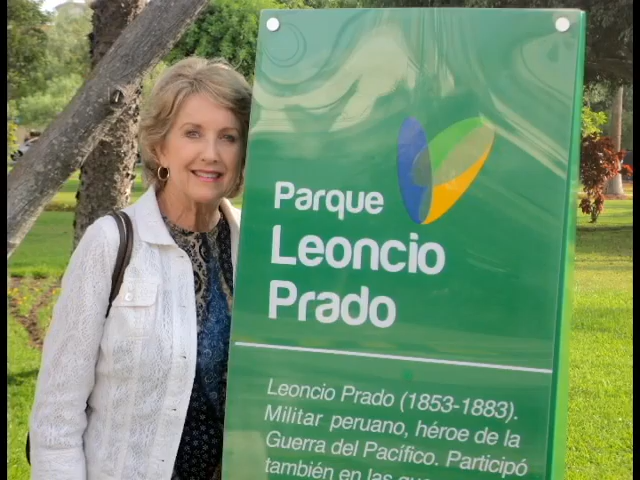 Parque
Leoncio
Prado
Leoncio Prado (1853-1883).
Militar peruano, héroe de la
Guerra del Pacífico. Participó
también en las